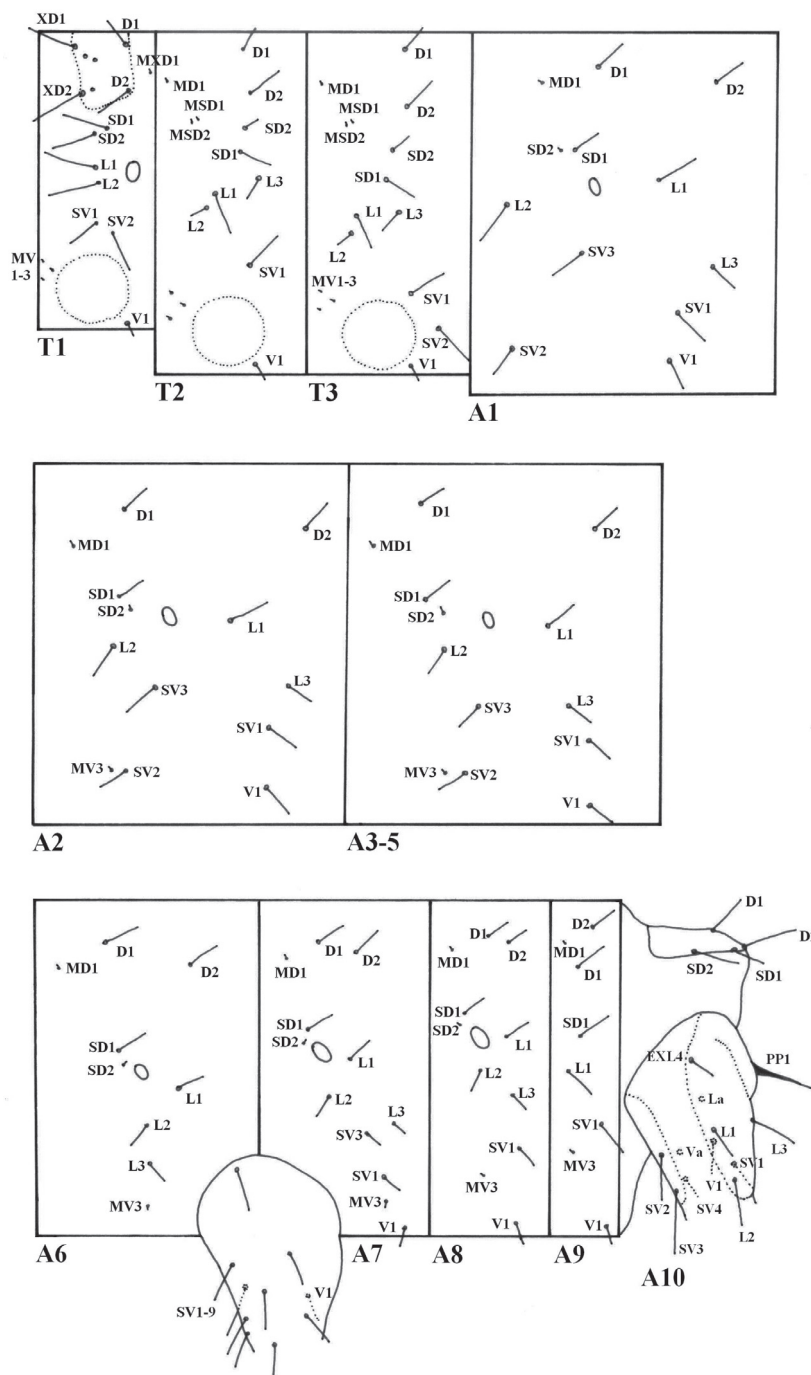 XD1
D1
MXD1
XD2
D2
SD1
SD2
L1
L2
SV1
SV2
MV
1-3
V1
T1
D1
MD1
D2
MSD1
MSD2
SD2
SD1
L3
L1
L2
SV1
V1
T2
D1
MD1
MSD1
D2
MSD2
SD2
SD1
L1
L3
L2
MV1-3
SV1
SV2
V1
T3
D1
MD1
D2
SD2
SD1
L1
L2
SV3
L3
SV1
SV2
V1
A1
D1
D2
MD1
SD1
SD2
L1
L2
SV3
L3
SV1
MV3
SV2
V1
A2
D1
D2
MD1
SD1
SD2
L1
L2
SV3
L3
SV1
MV3
SV2
V1
A3-5
D1
MD1
D2
SD1
SD2
L1
L2
L3
MV3
SV1-9
V1
A6
D1
D2
MD1
SD1
SD2
L1
L2
L3
SV3
SV1
MV3
V1
A7
D1
D2
MD1
SD1
SD2
L1
L2
L3
SV1
MV3
V1
A8
D2
MD1
D1
SD1
L1
SV1
MV3
V1
A9
D1
D
SD2
SD1
EXL4
PP1
La
L1
L3
Va
SV1
V1
SV2
SV4
L2
SV3
A10